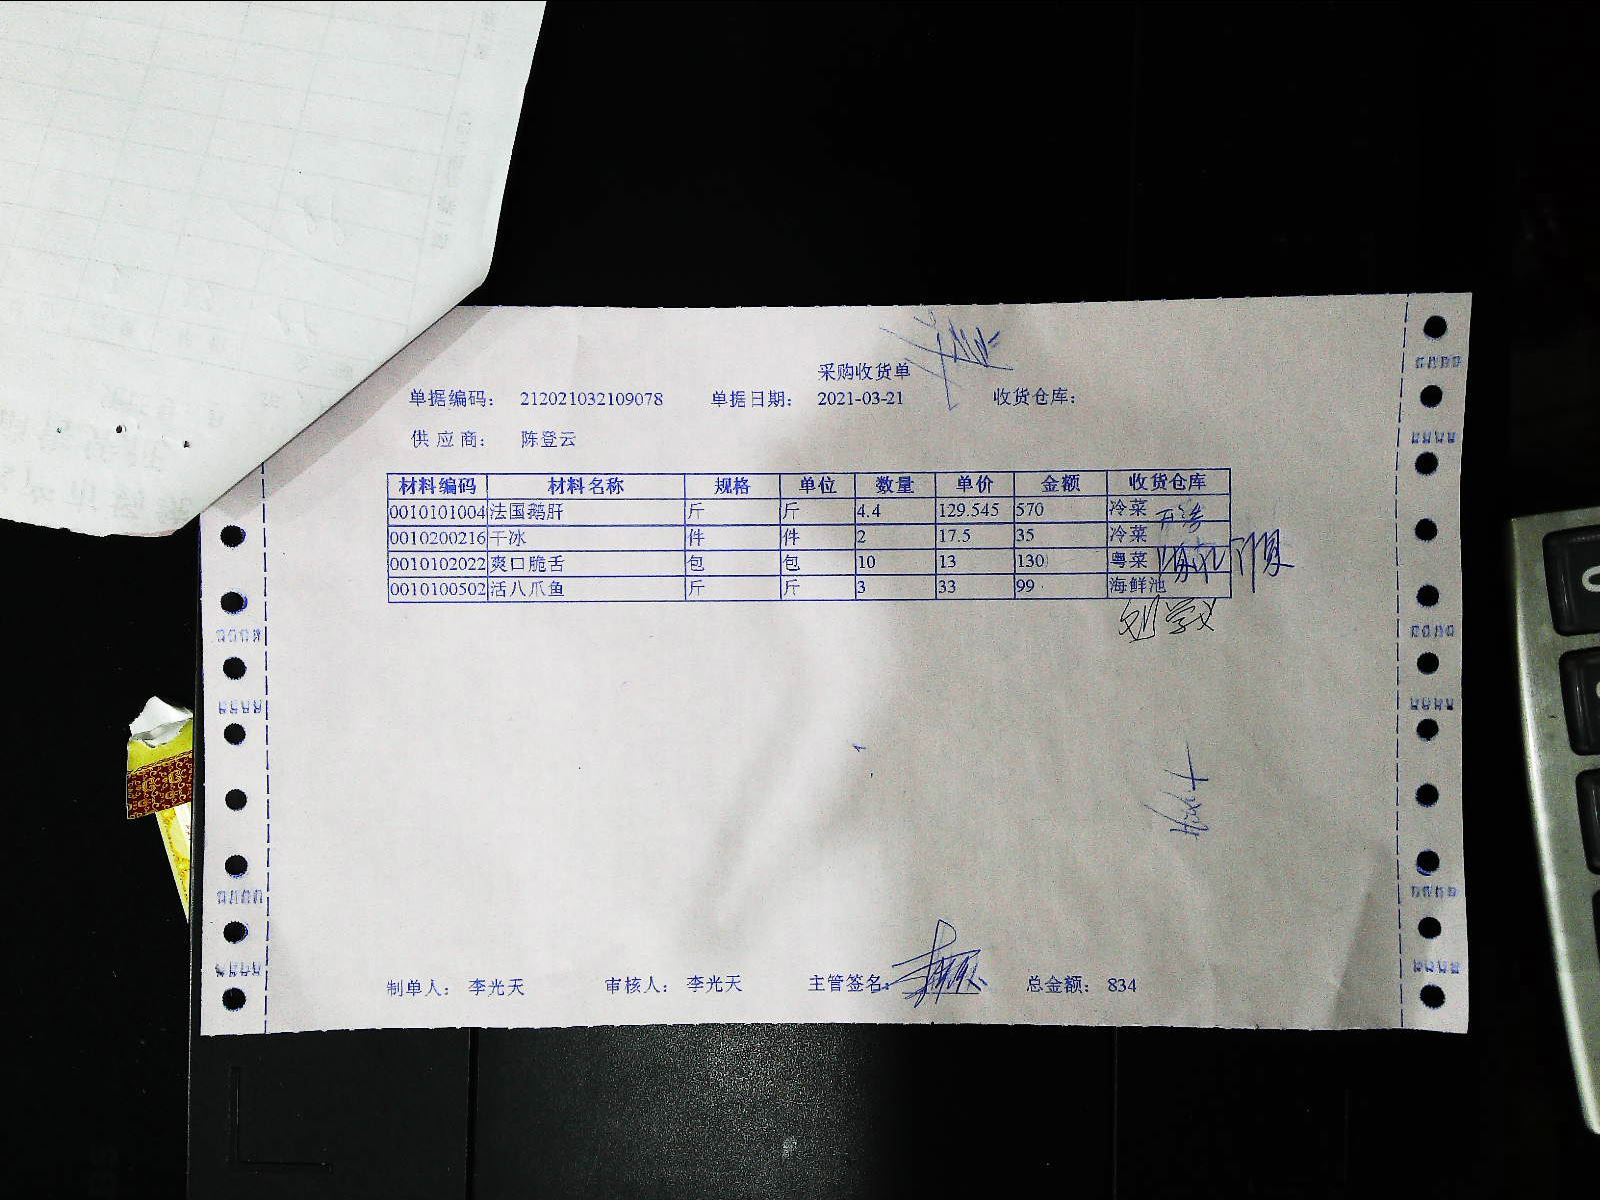 采购收货单
单据编码： 212021032109078 单据日期： 2021-03-21 收货仓库：
供 应 商： 陈登云
材料编码 材料名称 规格 单位 数量 单价 金额 收货仓库
0010101004 法国鹅肝 斤 斤 4.4 129.545 570 冷菜
0010200216 干冰 件 件 2 17.5 35 冷菜
0010102022 爽口脆舌 包 包 10 13 130 粤菜
0010100502 活八爪鱼 斤 斤 3 33 99 海鲜池
刘学义
制单人： 李光天 审核人： 李光天 主管签名： 总金额： 834